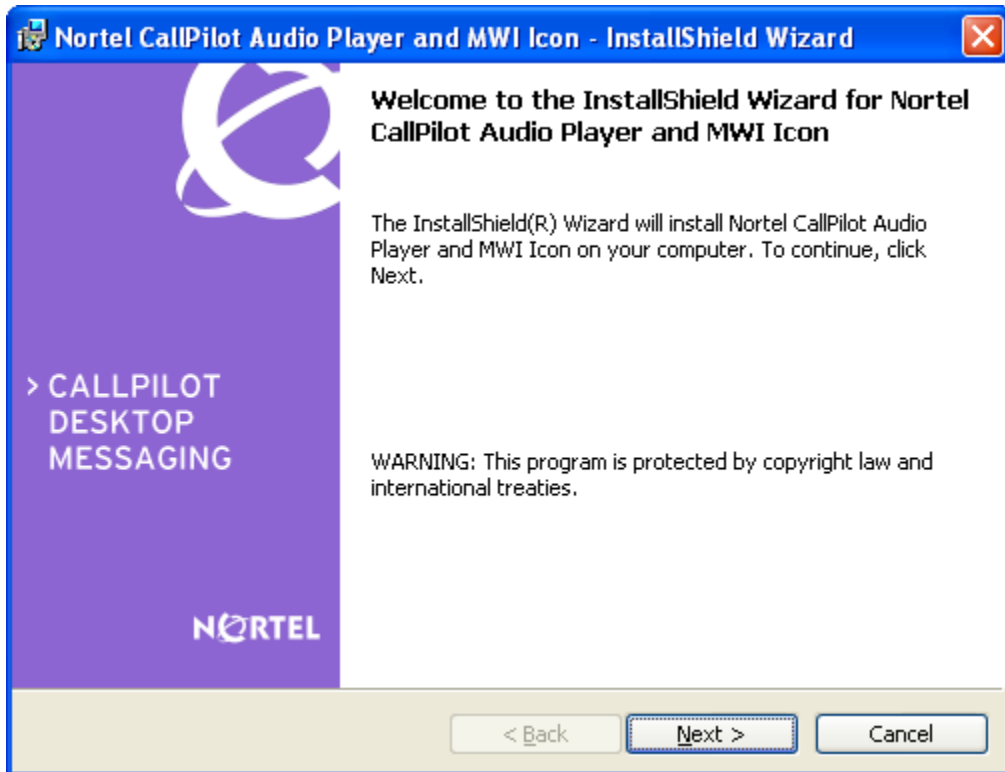 Nortel CallPilot Audio Player and MWI Icon - InstallShield Wizard
Welcome to the InstallShield Wizard for Nortel
CallPilot Audio Player and MWI Icon
The InstallShield(R) Wizard will install Nortel CallPilot Audio
Player and MWI Icon on your computer. To continue, click
Next.
> CALLPILOT
DESKTOP
MESSAGING
WARNING: This program is protected by copyright law and
international treaties.
NORTEL
< Back
Next >
Cancel